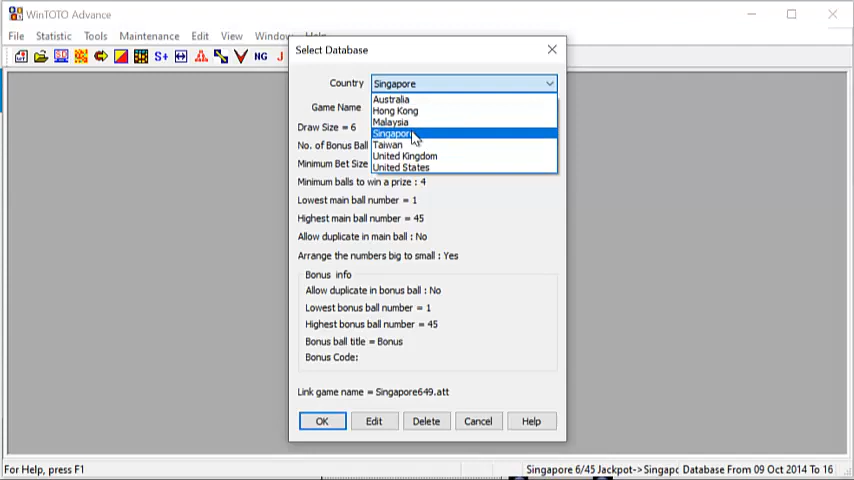 WinTOTO Advance
File Statistic Tools Maintenance Edit View Window Help
S+ NG J
Select Database
Country Singapore
Australia
Hong Kong
Malaysia
Singapore
Taiwan
United Kingdom
United States
Game Name
Draw Size = 6
No. of Bonus Ball
Minimum Bet Size
Minimum balls to win a prize : 4
Lowest main ball number = 1
Highest main ball number = 45
Allow duplicate in main ball : No
Arrange the numbers big to small : Yes
Bonus info
Allow duplicate in bonus ball : No
Lowest bonus ball number = 1
Highest bonus ball number = 45
Bonus ball title = Bonus
Bonus Code:
Link game name = Singapore649.att
OK Edit Delete Cancel Help
For Help, press F1 Singapore 6/45 Jackpot->Singapc Database From 09 Oct 2014 To 16